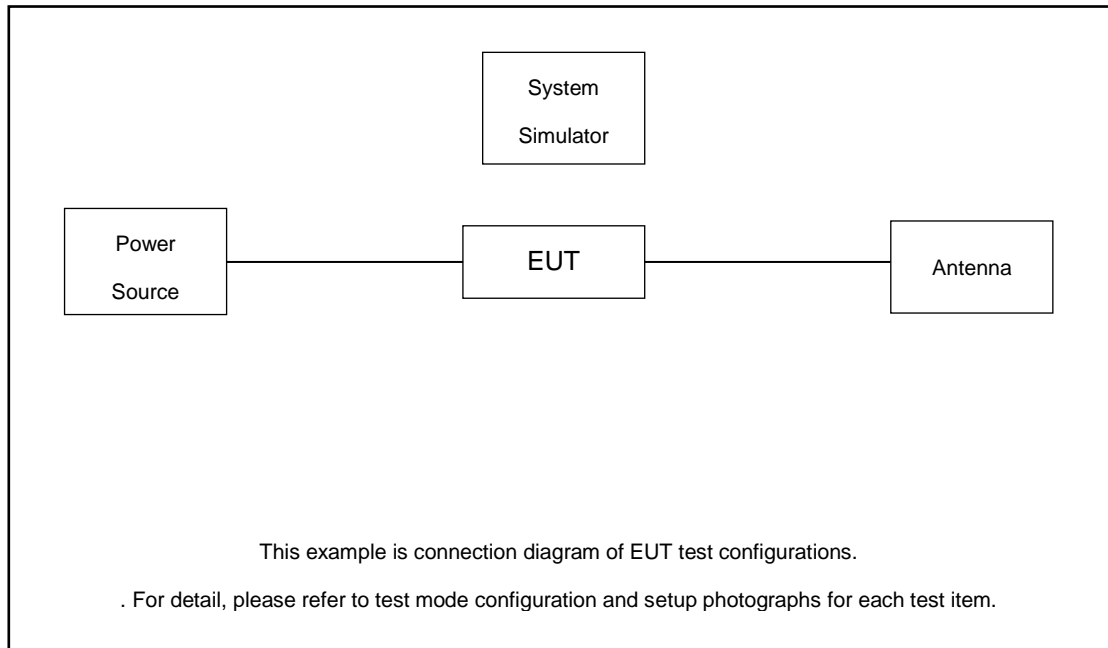 System
Simulator
Power
Source
EUT
Antenna
This example is connection diagram of EUT test configurations.
. For detail, please refer to test mode configuration and setup photographs for each test item.